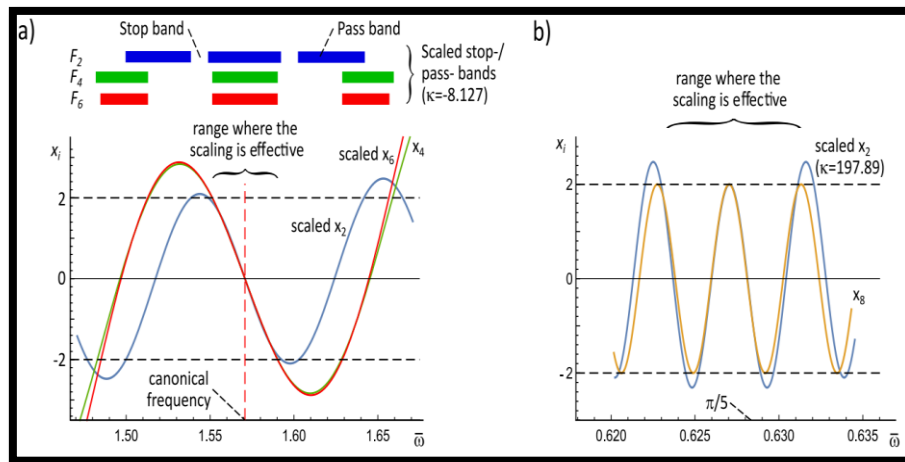 a)
Stop band
Pass band
F2
F4
F6
Scaled stop-/
pass- bands
(κ=-8.127)
range where the
scaling is effective
xi
scaled x6
x4
scaled x2
2
0
-2
canonical
frequency
1.50
1.55
1.60
1.65
ω̄
b)
range where the
scaling is effective
xi
scaled x2
(κ=197.89)
2
0
x8
-2
π/5
0.620
0.625
0.630
0.635
ω̄